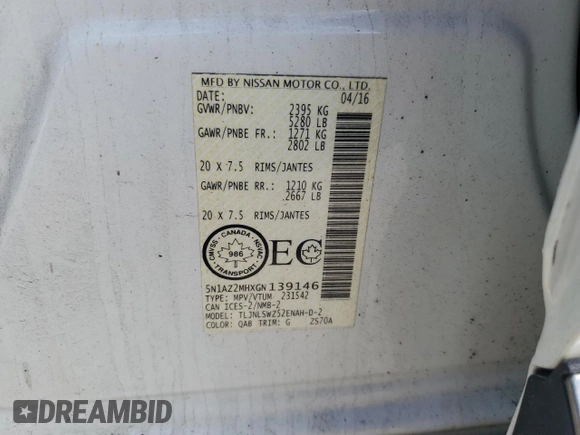 MFD BY NISSAN MOTOR CO., LTD.
DATE: 04/16
GVWR/PNBV: 2395 KG
5280 LB
GAWR/PNBE FR.: 1271 KG
2802 LB
20 X 7.5 RIMS/JANTES
GAWR/PNBE RR.: 1210 KG
2667 LB
20 X 7.5 RIMS/JANTES
CMVSS - CANADA - NSVAC
986
TRANSPORT
EC
5N1AZ2MHXGN139146
TYPE: MPV/VTUM 231542
CAN ICES-2/NMB-2
MODEL: TLJNLSWZ52ENAH-D-2
COLOR: QAB TRIM: G 2S70A
DREAMBID